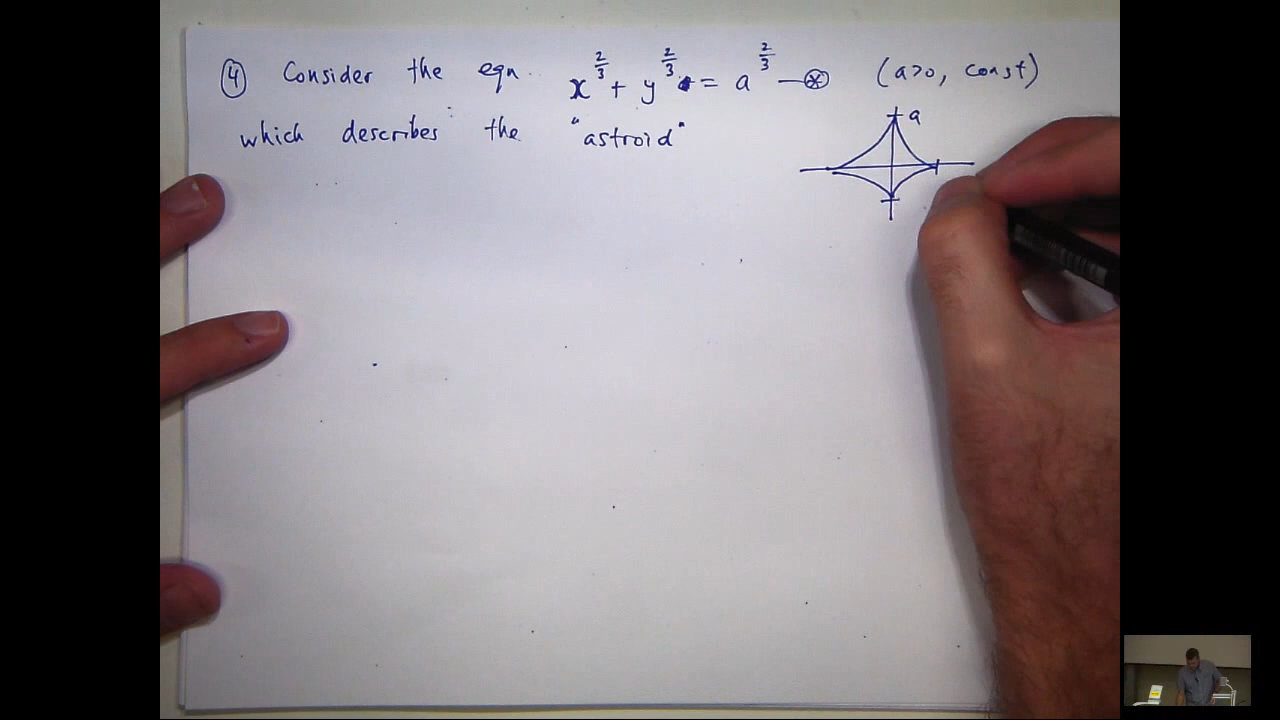 ④ Consider the eqn. x^{2/3} + y^{2/3} = a^{2/3} —⊛ (a>0, const)
which describes the "astroid"
a